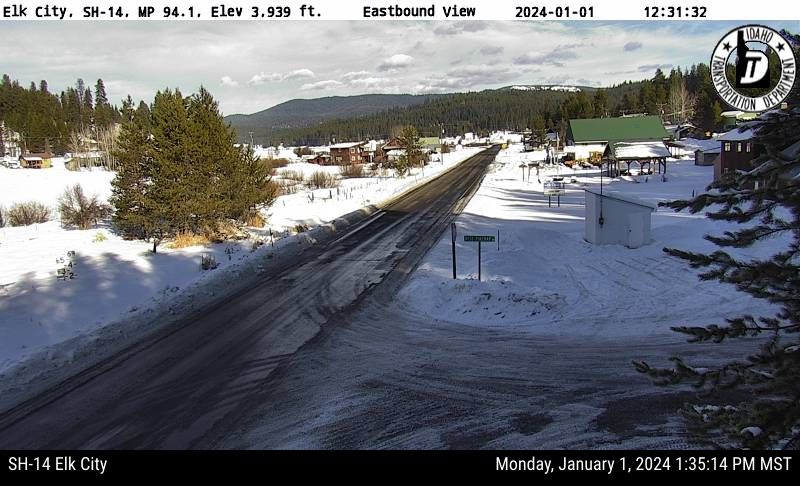 Elk City, SH-14, MP 94.1, Elev 3,939 ft. Eastbound View 2024-01-01 12:31:32
IDAHO
TRANSPORTATION DEPARTMENT
SH-14 Elk City Monday, January 1, 2024 1:35:14 PM MST